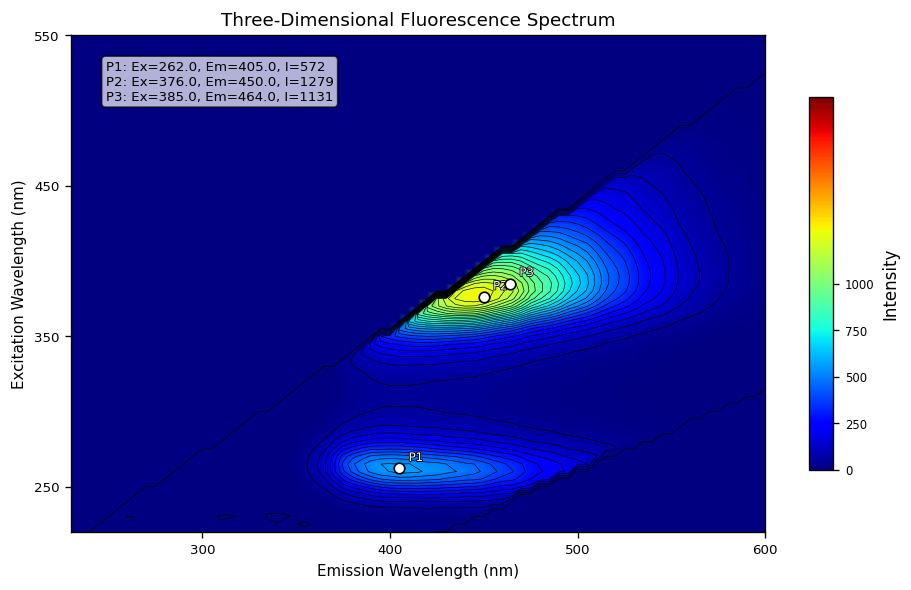 Three-Dimensional Fluorescence Spectrum
550
450
350
250
Excitation Wavelength (nm)
P1: Ex=262.0, Em=405.0, I=572
P2: Ex=376.0, Em=450.0, I=1279
P3: Ex=385.0, Em=464.0, I=1131
P3
P2
P1
300
400
500
600
Emission Wavelength (nm)
1000
750
500
250
0
Intensity